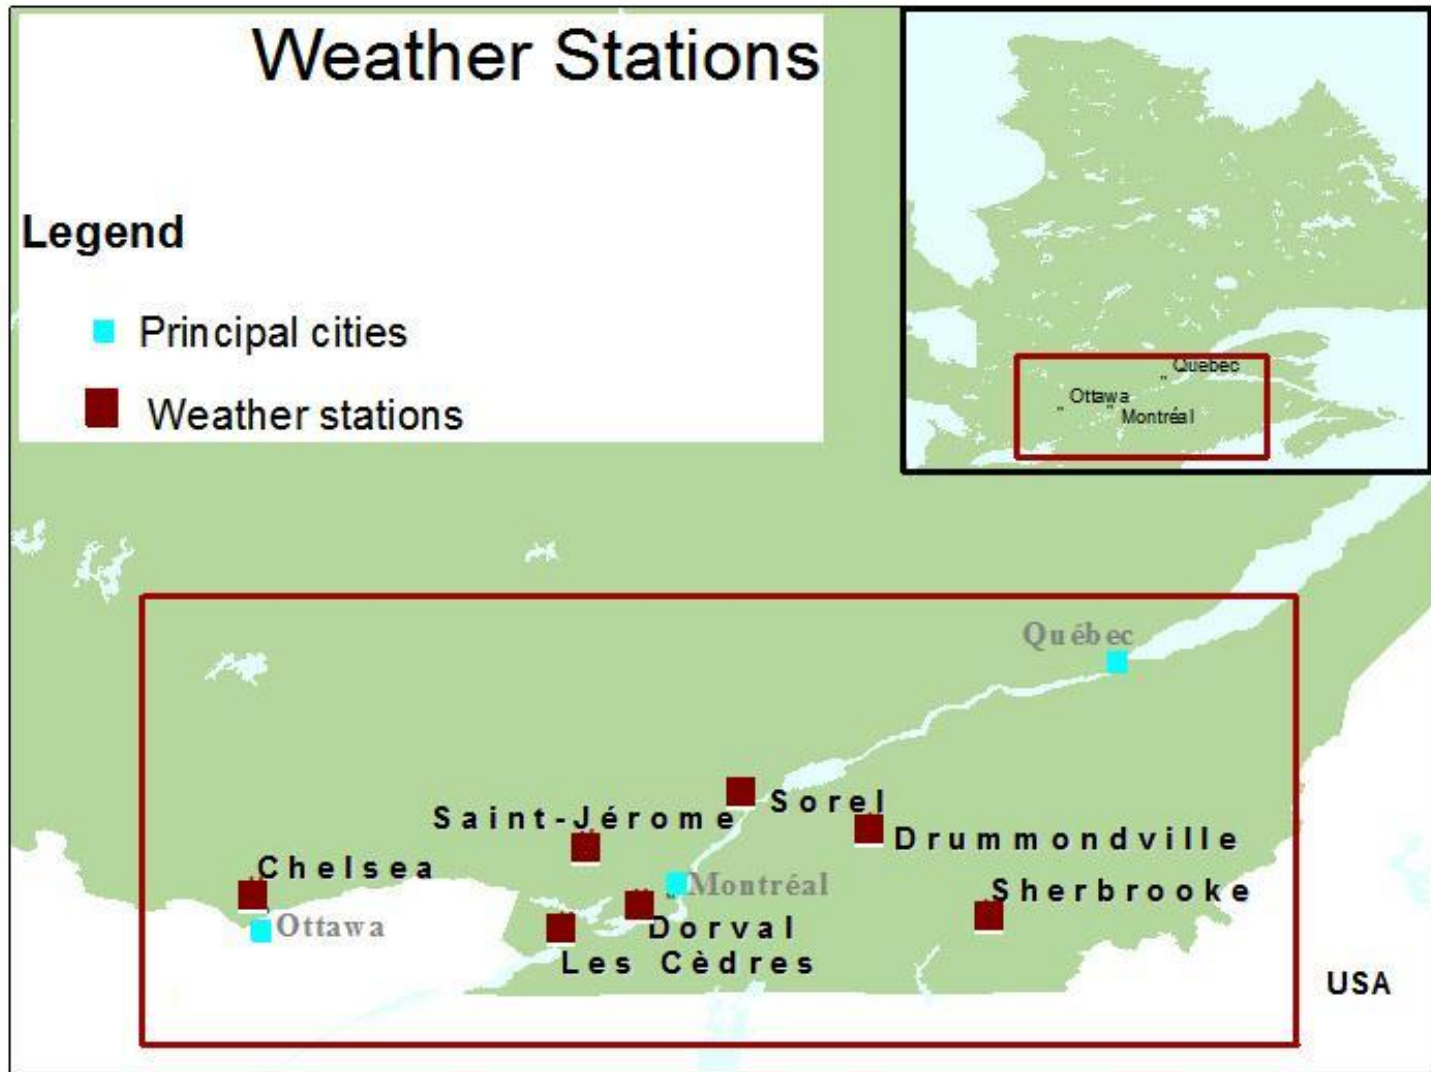 Weather Stations
Legend
Principal cities
Weather stations
Quebec
Ottawa
Montréal
Québec
Sorel
Saint-Jérome
Drummondville
Chelsea
Montréal
Sherbrooke
Ottawa
Dorval
Les Cèdres
USA